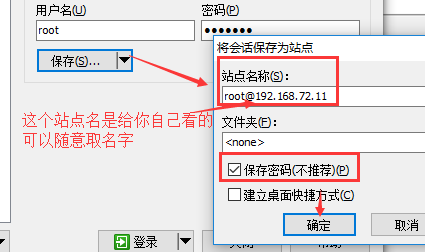 用户名(U)
密码(P)
root
●●●●●●●
保存(S)...
将会话保存为站点
站点名称(S):
root@192.168.72.11
这个站点名是给你自己看的
可以随意取名字
文件夹(F):
<none>
保存密码(不推荐)(P)
建立桌面快捷方式(C)
确定
取消
登录